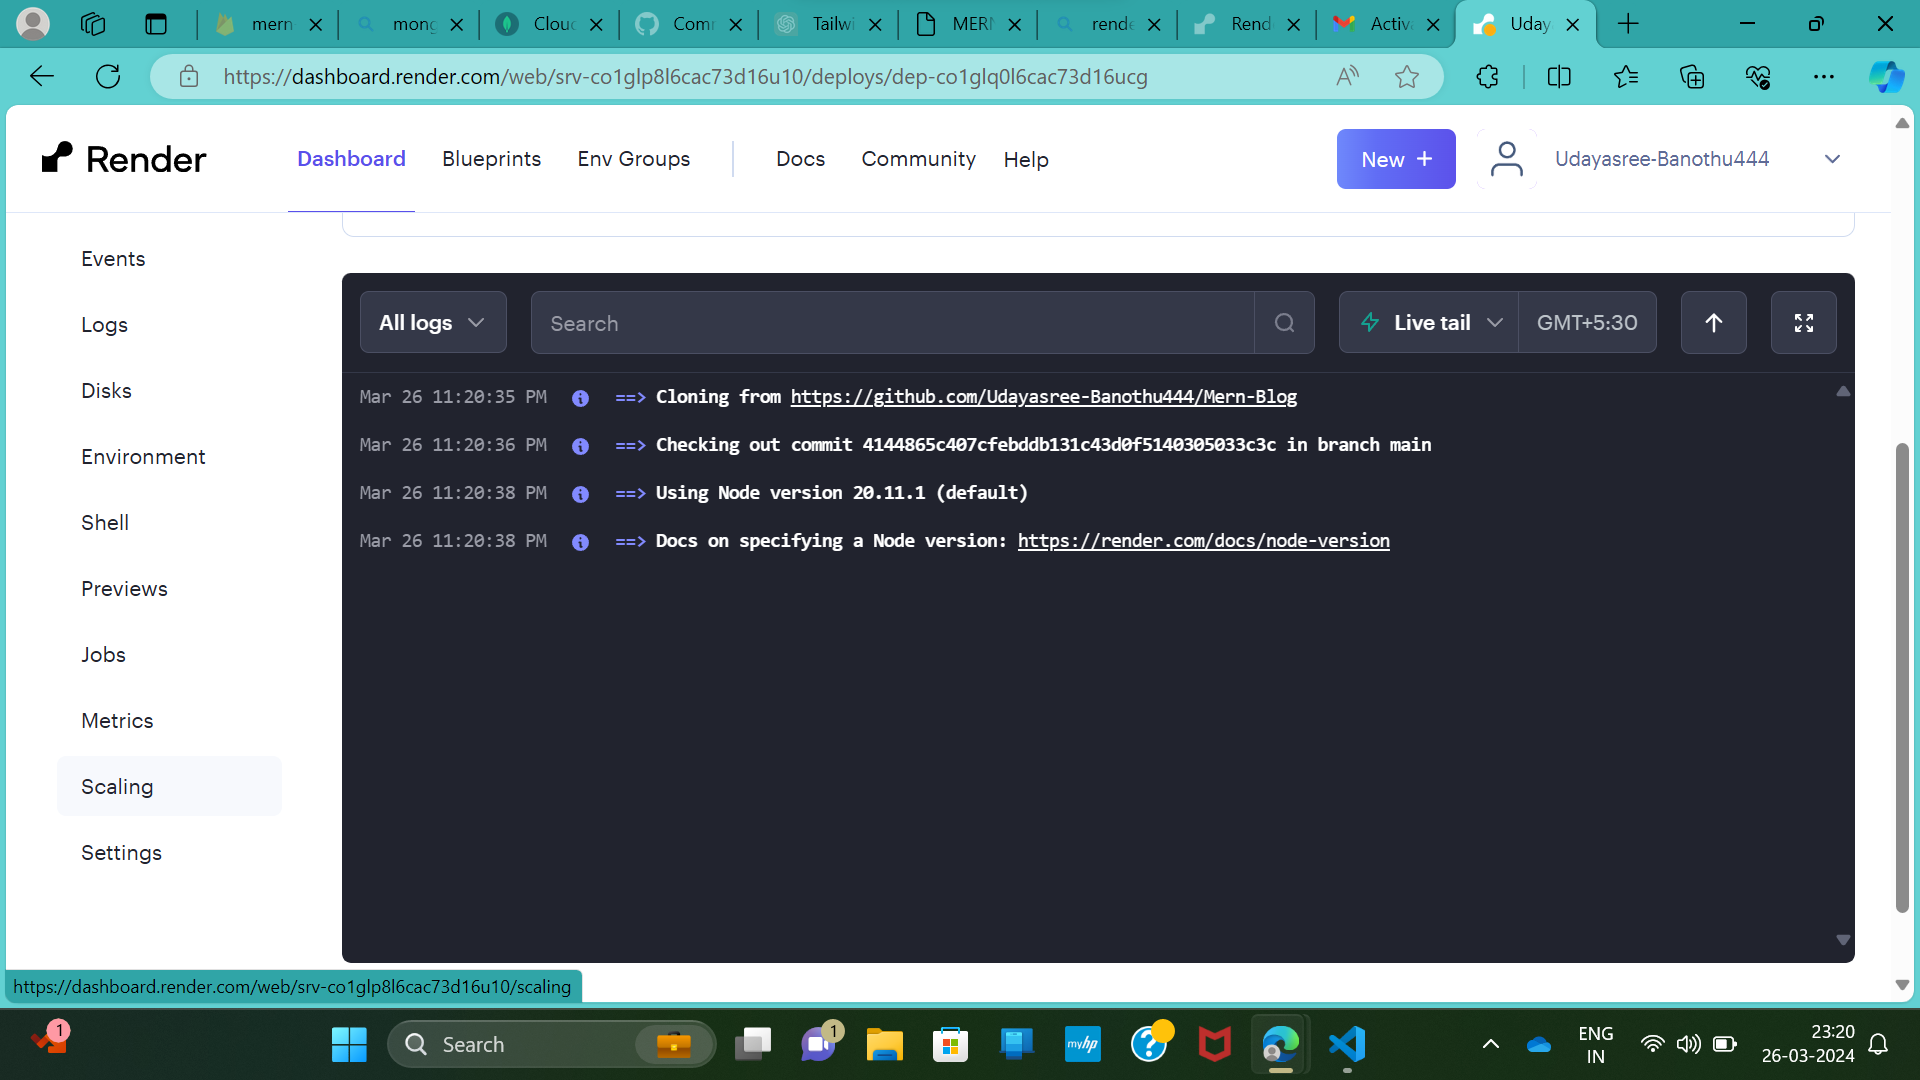 mern
mong
Cloud
Comm
Tailwi
MERN
rende
Rend
Activa
Uday
https://dashboard.render.com/web/srv-co1glp8l6cac73d16u10/deploys/dep-co1glq0l6cac73d16ucg
Render
Dashboard
Blueprints
Env Groups
Docs
Community
Help
New +
Udayasree-Banothu444
Events
Logs
Disks
Environment
Shell
Previews
Jobs
Metrics
Scaling
Settings
All logs
Search
Live tail
GMT+5:30
Mar 26 11:20:35 PM ==> Cloning from https://github.com/Udayasree-Banothu444/Mern-Blog
Mar 26 11:20:36 PM ==> Checking out commit 4144865c407cfebddb131c43d0f5140305033c3c in branch main
Mar 26 11:20:38 PM ==> Using Node version 20.11.1 (default)
Mar 26 11:20:38 PM ==> Docs on specifying a Node version: https://render.com/docs/node-version
https://dashboard.render.com/web/srv-co1glp8l6cac73d16u10/scaling
1
Search
1
myhp
ENG
IN
23:20
26-03-2024